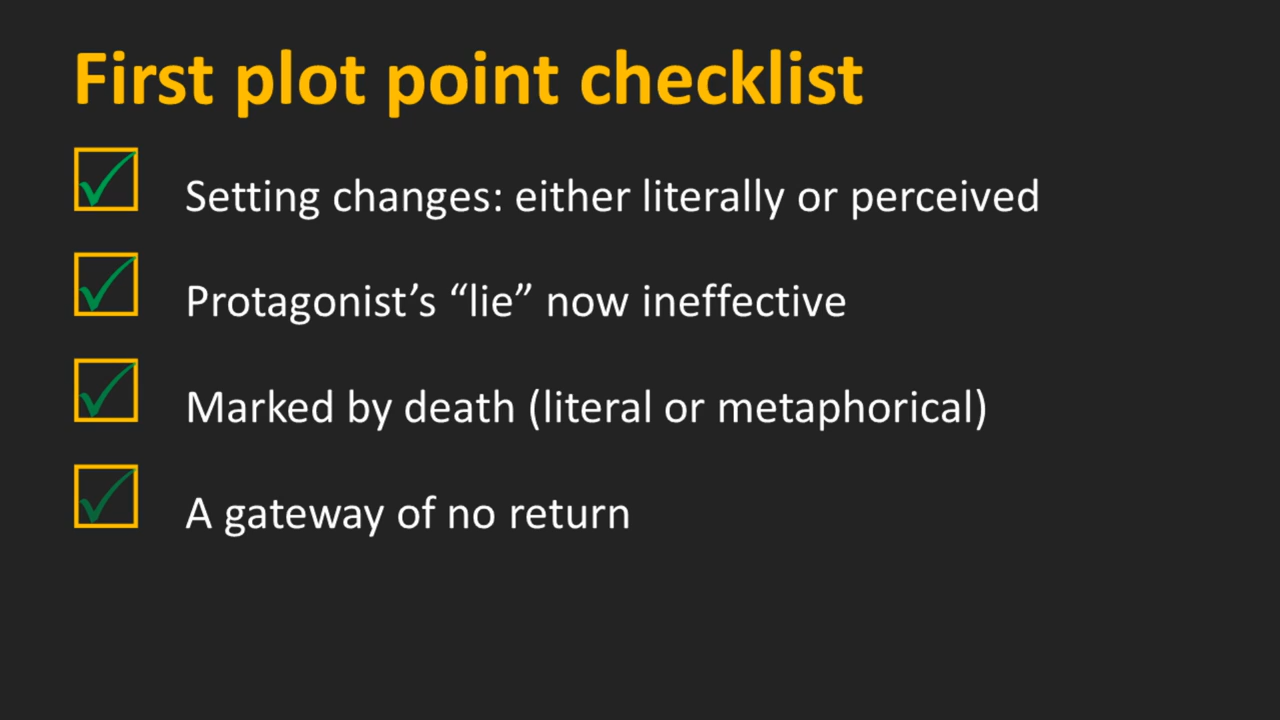 First plot point checklist
Setting changes: either literally or perceived
Protagonist’s “lie” now ineffective
Marked by death (literal or metaphorical)
A gateway of no return